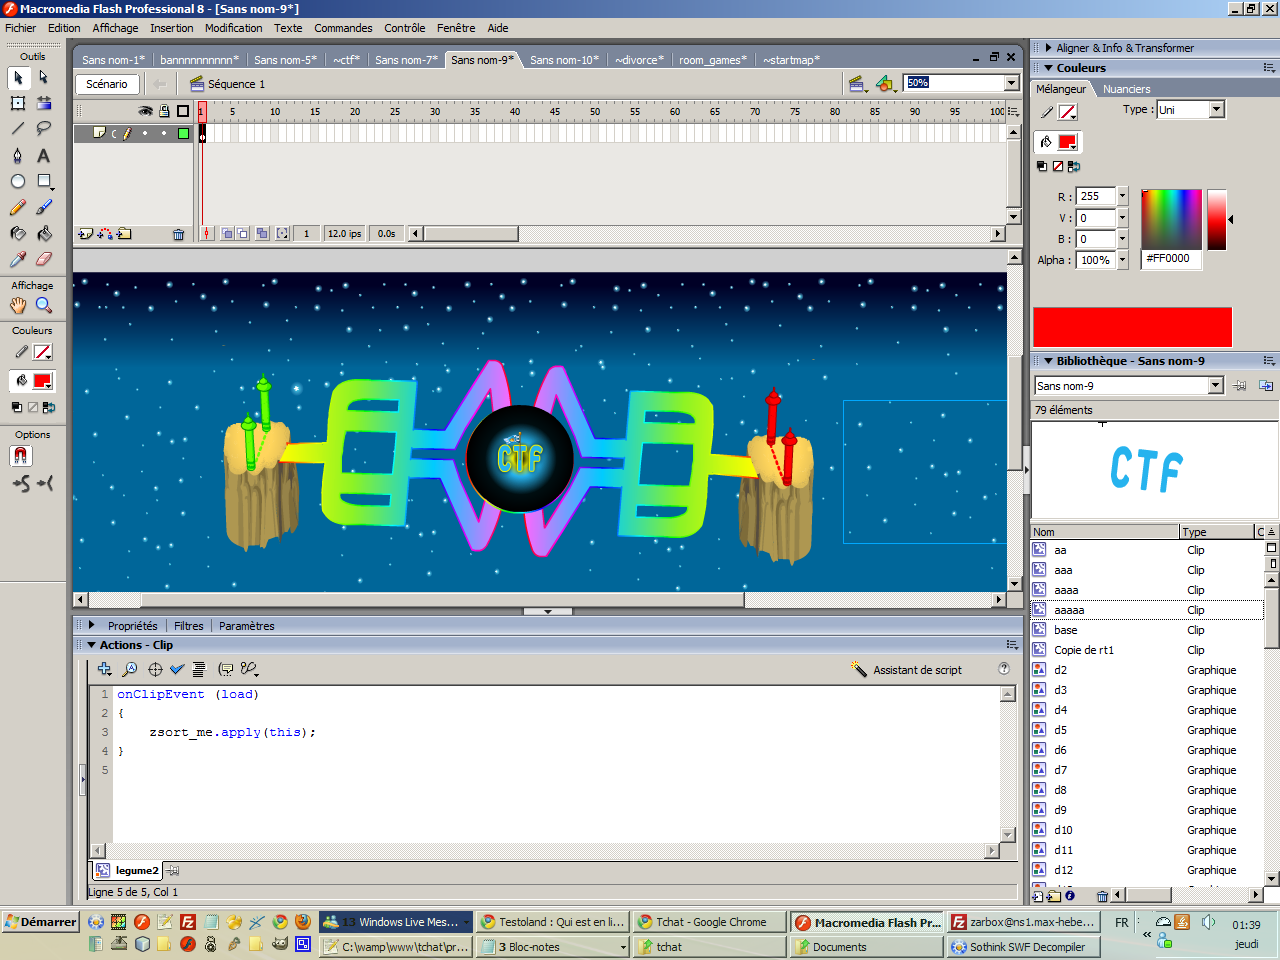 Macromedia Flash Professional 8 - [Sans nom-9*]
Fichier Edition Affichage Insertion Modification Texte Commandes Contrôle Fenêtre Aide
Outils
Affichage
Couleurs
Options
Sans nom-1* bannnnnnnnnn* Sans nom-5* ~ctf* Sans nom-7* Sans nom-9* Sans nom-10* ~divorce* room_games* ~startmap*
Scénario Séquence 1 50%
1 5 10 15 20 25 30 35 40 45 50 55 60 65 70 75 80 85 90 95 100
1 12.0 ips 0.0s
CTF
Propriétés Filtres Paramètres
Actions - Clip
Assistant de script
1 onClipEvent (load)
2 {
3 zsort_me.apply(this);
4 }
5
legume2
Ligne 5 de 5, Col 1
Aligner & Info & Transformer
Couleurs
Mélangeur Nuanciers
Type : Uni
R : 255
V : 0
B : 0
Alpha : 100% #FF0000
Bibliothèque - Sans nom-9
Sans nom-9
79 éléments
CTF
Nom Type
aa Clip
aaa Clip
aaaa Clip
aaaaa Clip
base Clip
Copie de rt1 Clip
d2 Graphique
d3 Graphique
d4 Graphique
d5 Graphique
d6 Graphique
d7 Graphique
d8 Graphique
d9 Graphique
d10 Graphique
d11 Graphique
d12 Graphique
Démarrer 13 Windows Live Mes... Testoland : Qui est en li... Tchat - Google Chrome Macromedia Flash Pr... zarbox@ns1.max-hebe... FR 01:39
C:\wamp\www\tchat\pr... 3 Bloc-notes tchat Documents Sothink SWF Decompiler jeudi